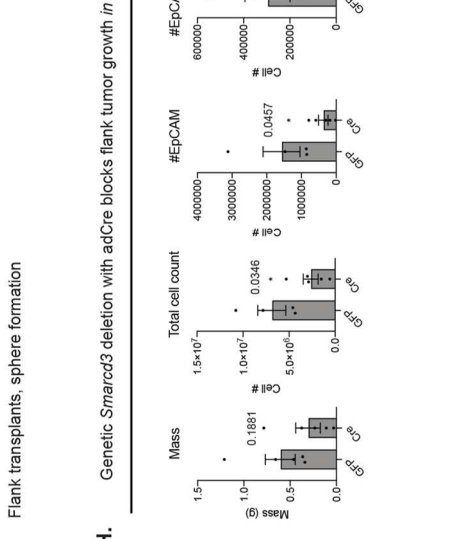 Flank transplants, sphere formation
Genetic Smarcd3 deletion with adCre blocks flank tumor growth in
Mass
Mass (g)
1.5
1.0
0.5
0.0
0.1881
GFP
Cre
Total cell count
Cell #
1.5×10⁷
1.0×10⁷
5.0×10⁶
0.0
0.0346
*
GFP
Cre
#EpCAM
Cell #
4000000
3000000
2000000
1000000
0
0.0457
*
GFP
Cre
Cell #
600000
400000
200000
0